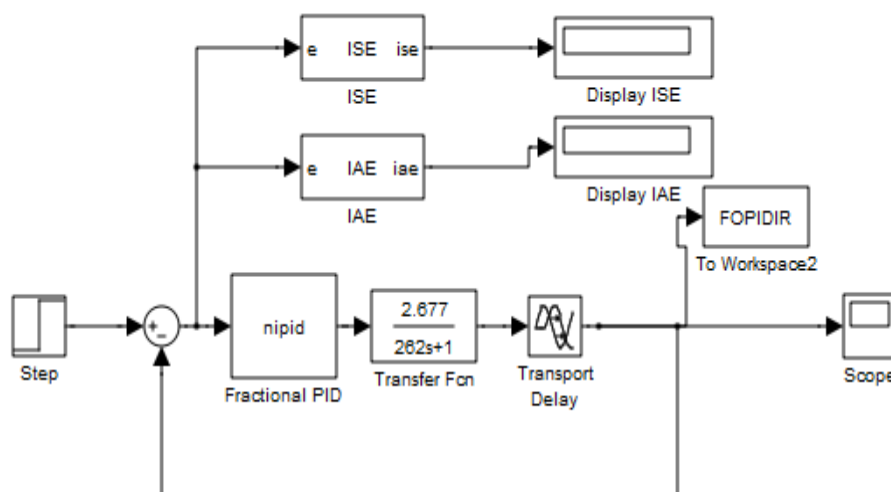 e ISE ise
ISE
Display ISE
e IAE iae
IAE
Display IAE
FOPIDIR
To Workspace2
Step
+
−
nipid
Fractional PID
2.677
262s+1
Transfer Fcn
Transport
Delay
Scope